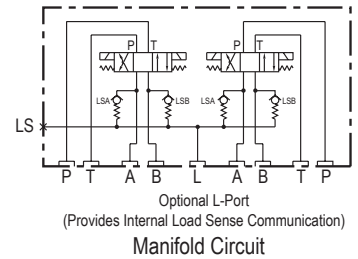 P T P T
LSA LSB LSA LSB
LS
P T A B L A B T P
Optional L-Port
(Provides Internal Load Sense Communication)
Manifold Circuit